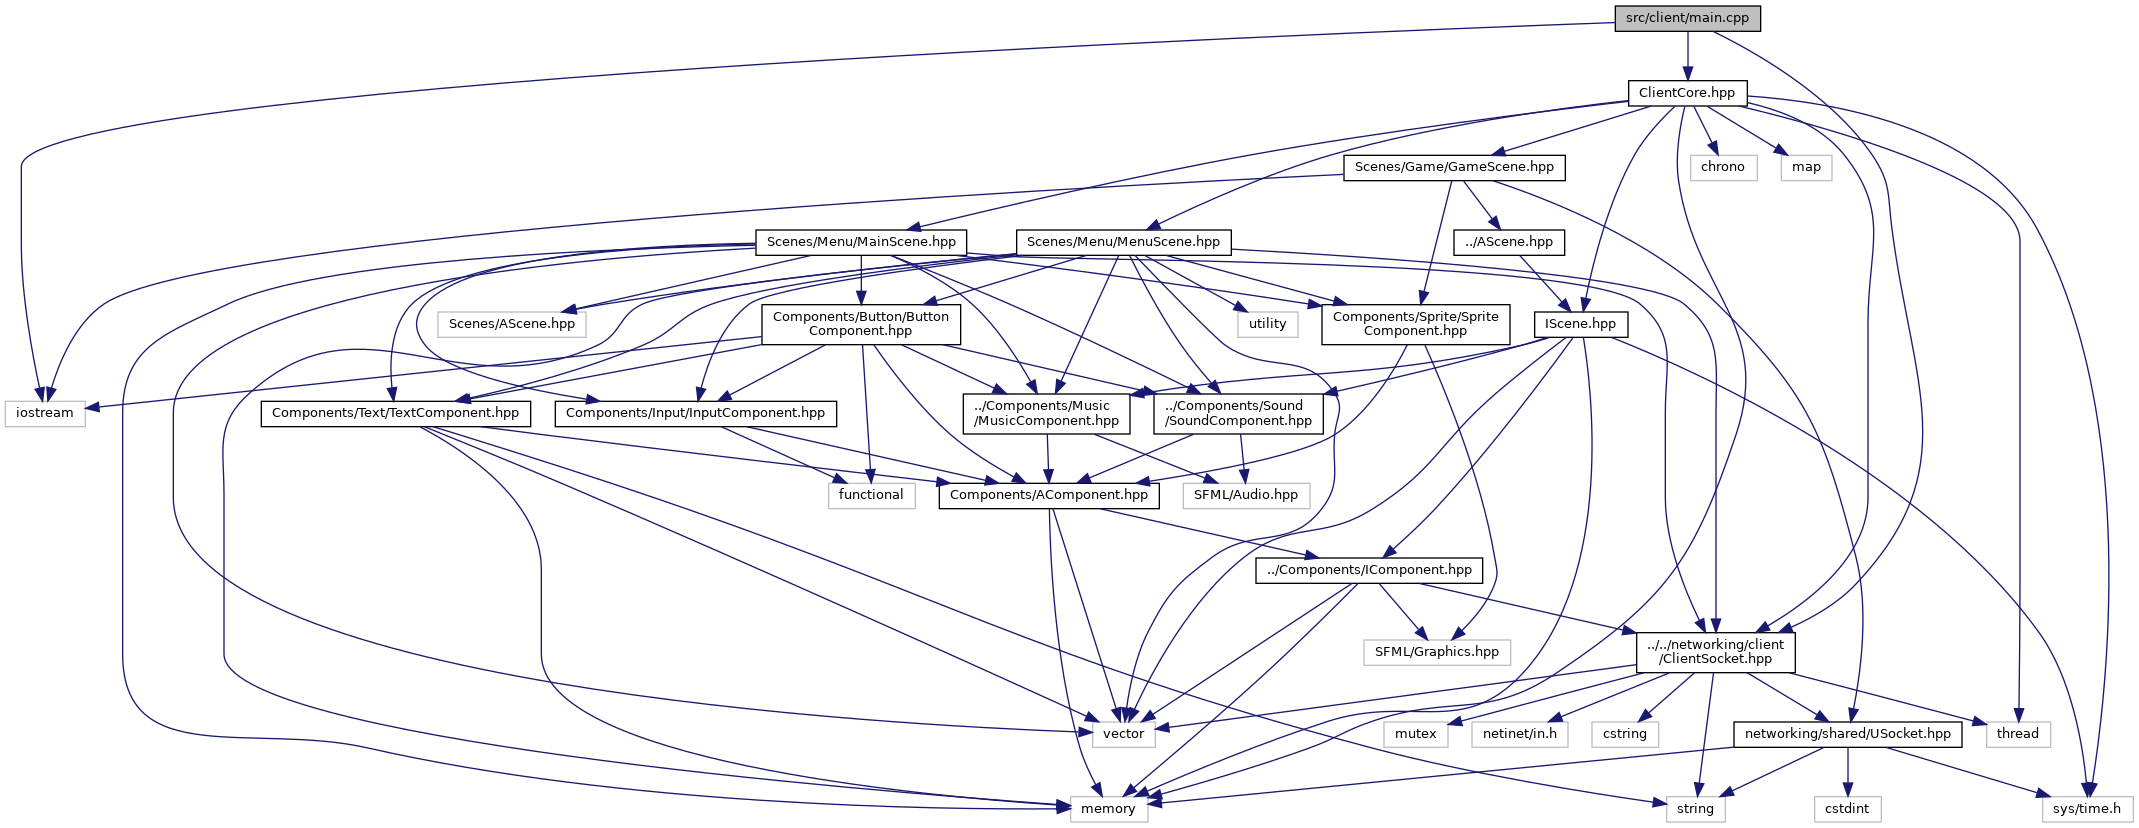 src/client/main.cpp
ClientCore.hpp
Scenes/Game/GameScene.hpp
chrono
map
Scenes/Menu/MainScene.hpp
Scenes/Menu/MenuScene.hpp
../AScene.hpp
Scenes/AScene.hpp
Components/Button/Button
Component.hpp
utility
Components/Sprite/Sprite
Component.hpp
IScene.hpp
iostream
Components/Text/TextComponent.hpp
Components/Input/InputComponent.hpp
../Components/Music
/MusicComponent.hpp
../Components/Sound
/SoundComponent.hpp
functional
Components/AComponent.hpp
SFML/Audio.hpp
../Components/IComponent.hpp
SFML/Graphics.hpp
../../networking/client
/ClientSocket.hpp
vector
mutex
netinet/in.h
cstring
networking/shared/USocket.hpp
thread
memory
string
cstdint
sys/time.h